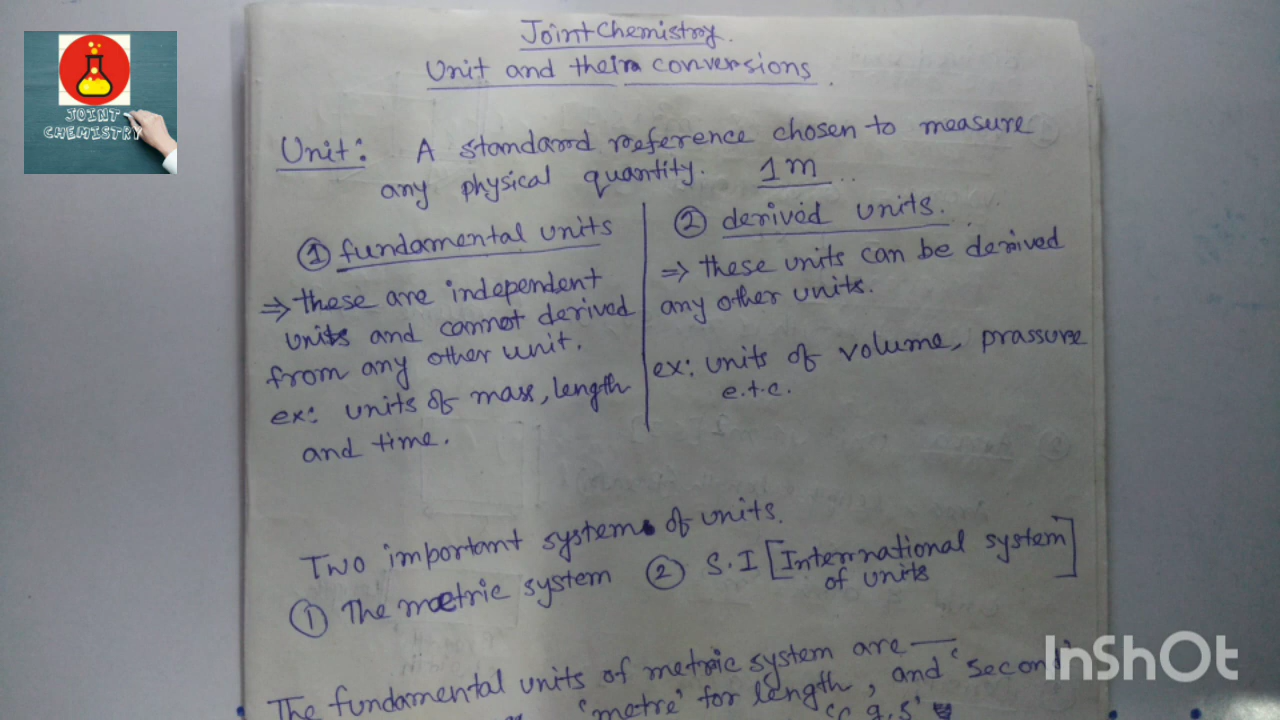 Joint Chemistry.
Unit and their conversions.
JOINT
CHEMISTRY
Unit: A standard reference chosen to measure
any physical quantity. 1m
① fundamental units
⇒ these are independent
units and cannot derived
from any other unit.
ex: units of mass, length
and time.
② derived units.
⇒ these units can be derived
any other units.
ex: units of volume, prassure
e.t.c.
Two important system of units.
① The metric system ② S.I [International system
of units]
The fundamental units of metric system are —
'metre' for length, and 'second
'c.g.s'
InShOt